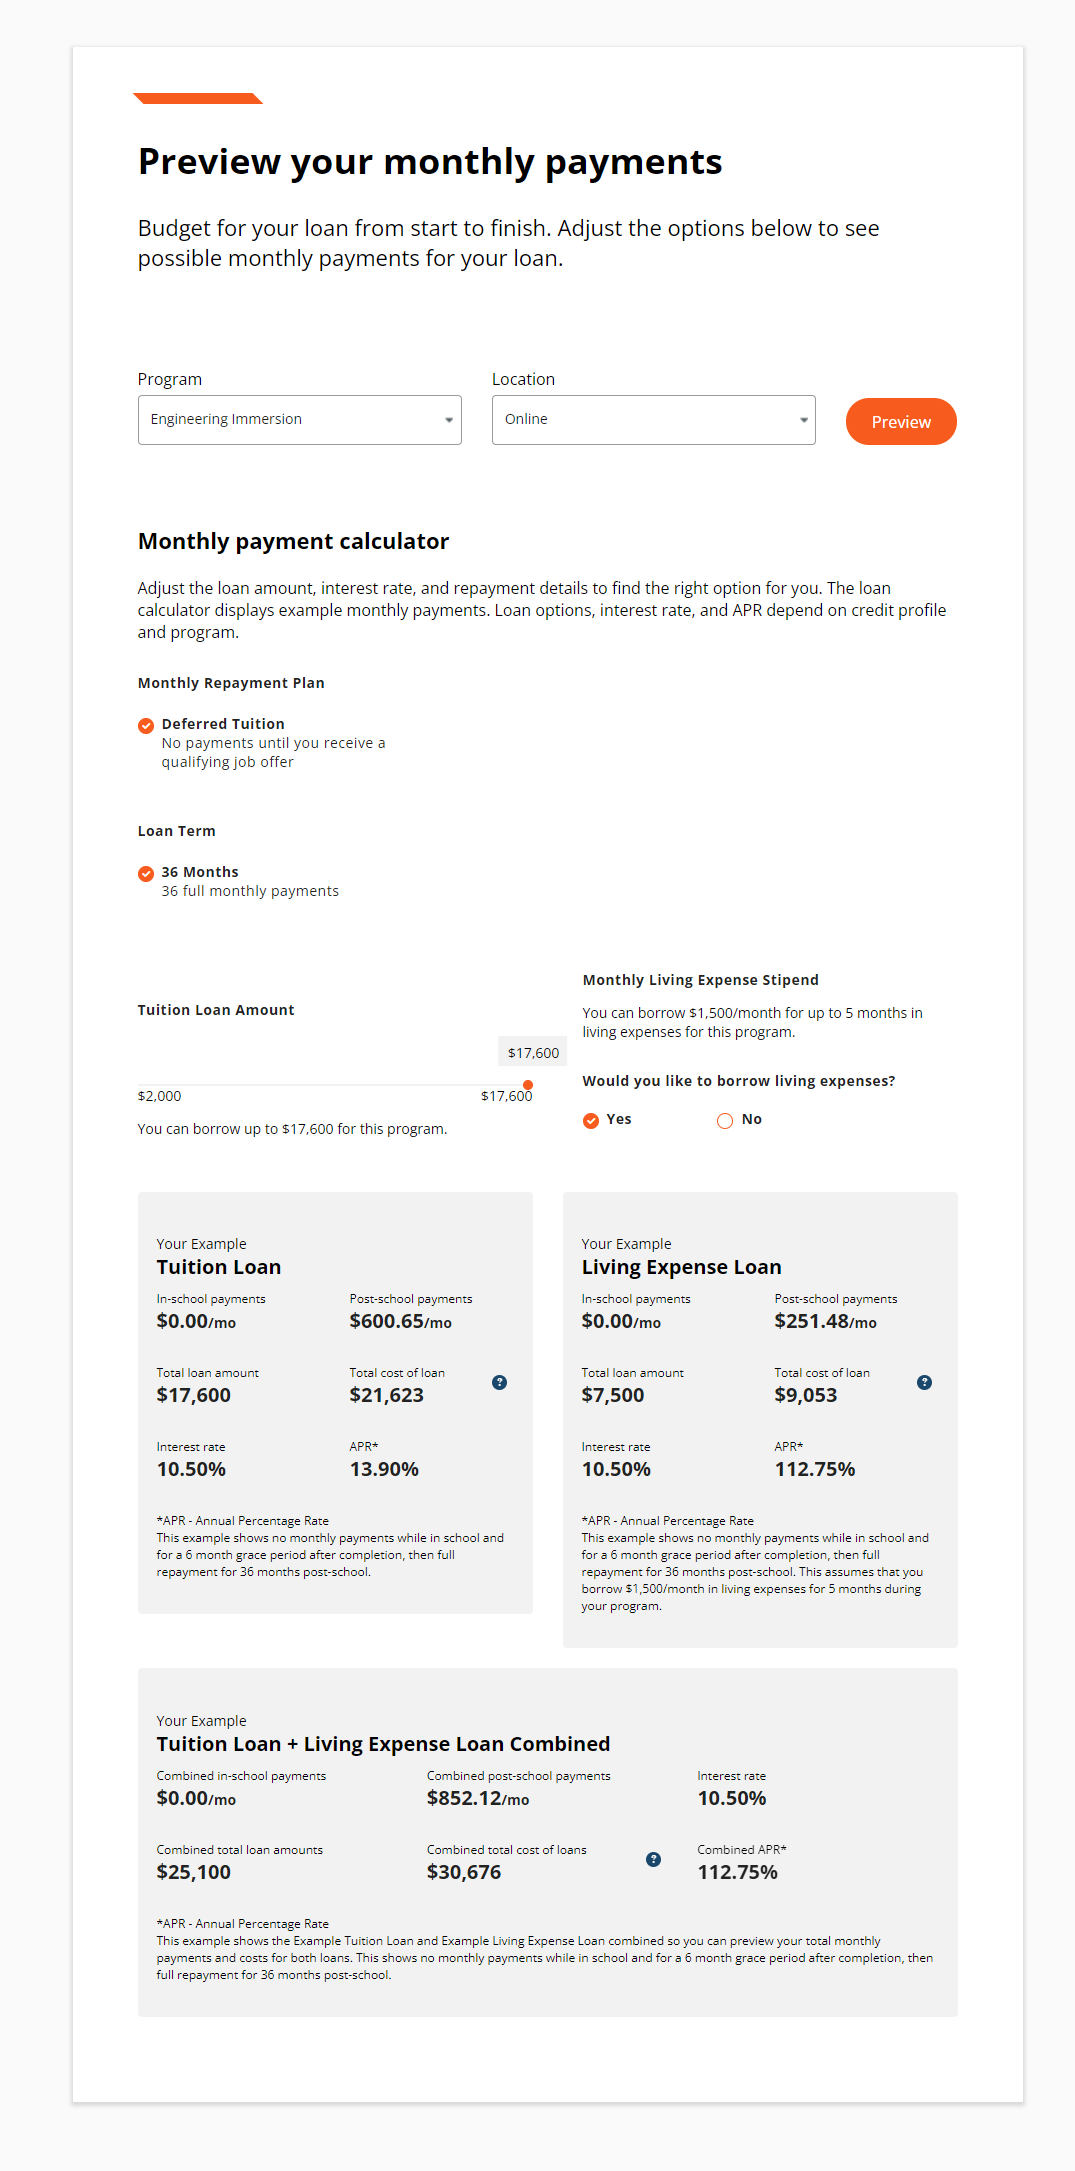 Preview your monthly payments
Budget for your loan from start to finish. Adjust the options below to see
possible monthly payments for your loan.
Program
Location
Engineering Immersion
Online
Preview
Monthly payment calculator
Adjust the loan amount, interest rate, and repayment details to find the right option for you. The loan
calculator displays example monthly payments. Loan options, interest rate, and APR depend on credit profile
and program.
Monthly Repayment Plan
Deferred Tuition
No payments until you receive a
qualifying job offer
Loan Term
36 Months
36 full monthly payments
Tuition Loan Amount
$17,600
$2,000
$17,600
You can borrow up to $17,600 for this program.
Monthly Living Expense Stipend
You can borrow $1,500/month for up to 5 months in
living expenses for this program.
Would you like to borrow living expenses?
Yes
No
Your Example
Tuition Loan
In-school payments
$0.00/mo
Post-school payments
$600.65/mo
Total loan amount
$17,600
Total cost of loan
$21,623
?
Interest rate
10.50%
APR*
13.90%
*APR - Annual Percentage Rate
This example shows no monthly payments while in school and
for a 6 month grace period after completion, then full
repayment for 36 months post-school.
Your Example
Living Expense Loan
In-school payments
$0.00/mo
Post-school payments
$251.48/mo
Total loan amount
$7,500
Total cost of loan
$9,053
?
Interest rate
10.50%
APR*
112.75%
*APR - Annual Percentage Rate
This example shows no monthly payments while in school and
for a 6 month grace period after completion, then full
repayment for 36 months post-school. This assumes that you
borrow $1,500/month in living expenses for 5 months during
your program.
Your Example
Tuition Loan + Living Expense Loan Combined
Combined in-school payments
$0.00/mo
Combined post-school payments
$852.12/mo
Interest rate
10.50%
Combined total loan amounts
$25,100
Combined total cost of loans
$30,676
?
Combined APR*
112.75%
*APR - Annual Percentage Rate
This example shows the Example Tuition Loan and Example Living Expense Loan combined so you can preview your total monthly
payments and costs for both loans. This shows no monthly payments while in school and for a 6 month grace period after completion, then
full repayment for 36 months post-school.